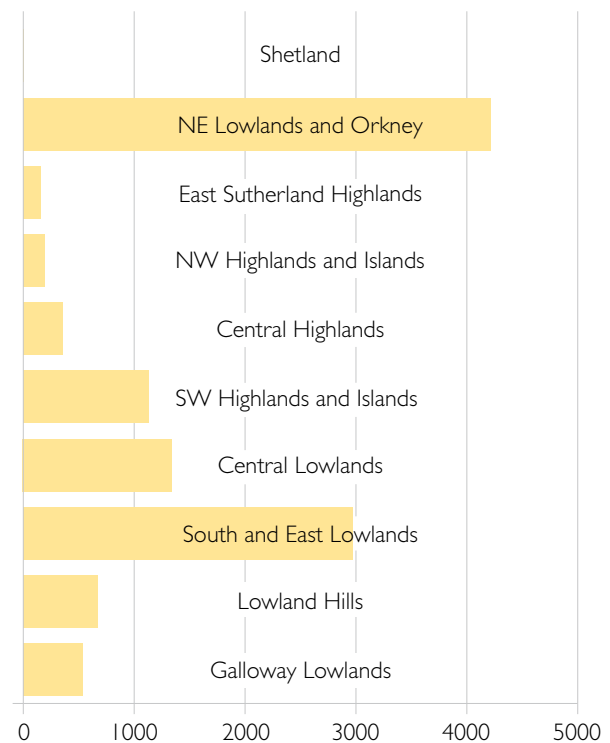 Shetland
NE Lowlands and Orkney
East Sutherland Highlands
NW Highlands and Islands
Central Highlands
SW Highlands and Islands
Central Lowlands
South and East Lowlands
Lowland Hills
Galloway Lowlands
0 1000 2000 3000 4000 5000